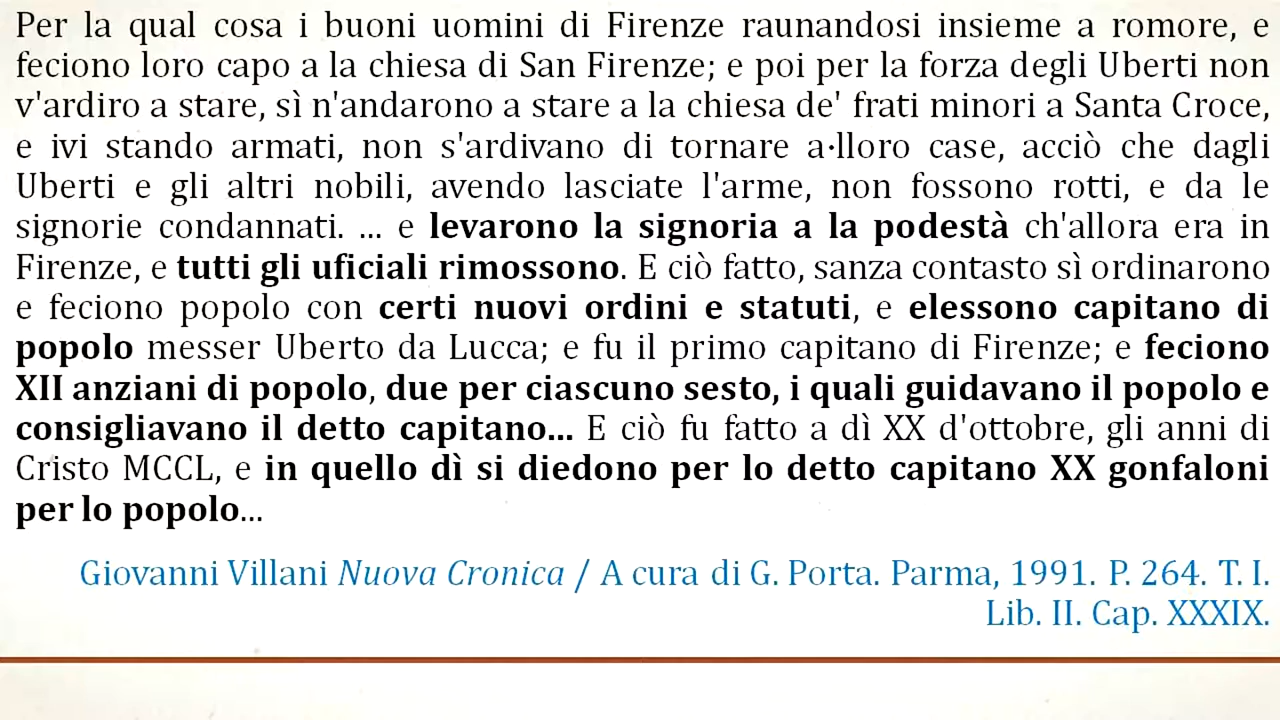 Per la qual cosa i buoni uomini di Firenze raunandosi insieme a romore, e
feciono loro capo a la chiesa di San Firenze; e poi per la forza degli Uberti non
v'ardiro a stare, sì n'andarono a stare a la chiesa de' frati minori a Santa Croce,
e ivi stando armati, non s'ardivano di tornare a·lloro case, acciò che dagli
Uberti e gli altri nobili, avendo lasciate l'arme, non fossono rotti, e da le
signorie condannati. ... e levarono la signoria a la podestà ch'allora era in
Firenze, e tutti gli uficiali rimossono. E ciò fatto, sanza contasto sì ordinarono
e feciono popolo con certi nuovi ordini e statuti, e elessono capitano di
popolo messer Uberto da Lucca; e fu il primo capitano di Firenze; e feciono
XII anziani di popolo, due per ciascuno sesto, i quali guidavano il popolo e
consigliavano il detto capitano... E ciò fu fatto a dì XX d'ottobre, gli anni di
Cristo MCCL, e in quello dì si diedono per lo detto capitano XX gonfaloni
per lo popolo...
Giovanni Villani Nuova Cronica / A cura di G. Porta. Parma, 1991. P. 264. T. I.
Lib. II. Cap. XXXIX.